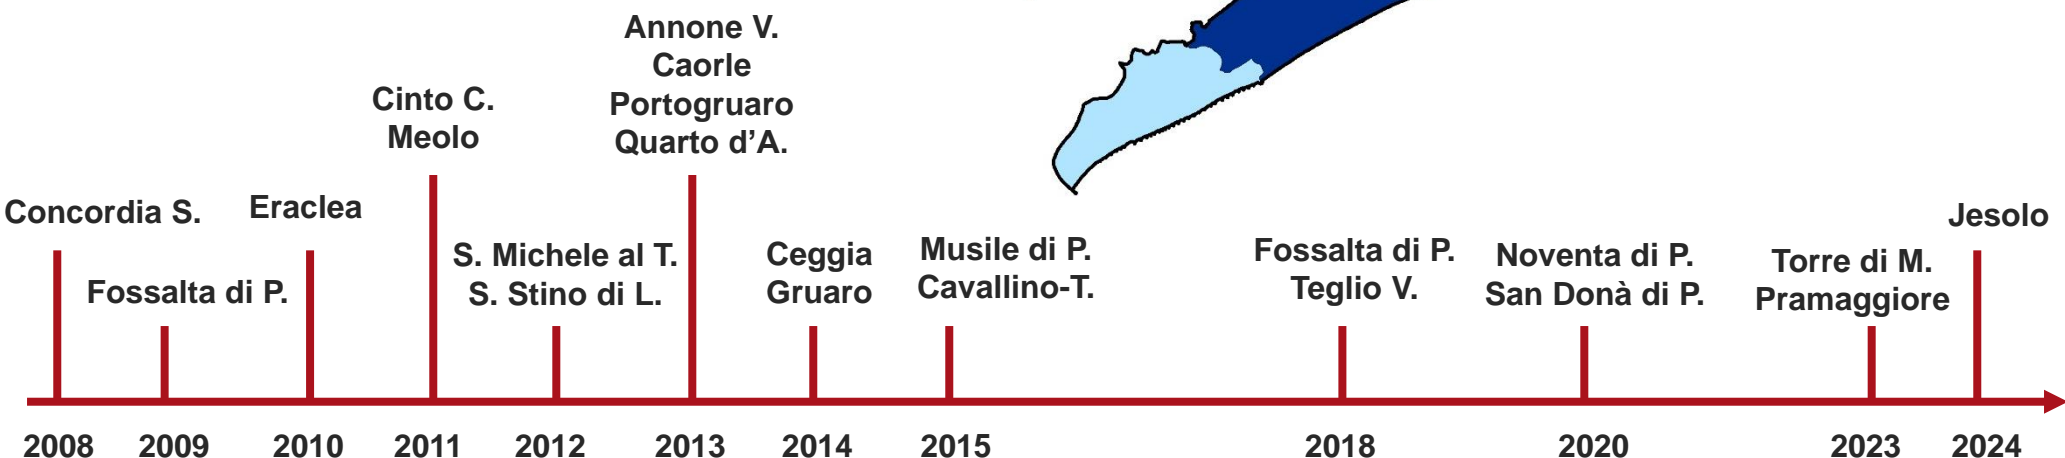 Concordia S.
Fossalta di P.
Eraclea
Cinto C.
Meolo
S. Michele al T.
S. Stino di L.
Annone V.
Caorle
Portogruaro
Quarto d’A.
Ceggia
Gruaro
Musile di P.
Cavallino-T.
Fossalta di P.
Teglio V.
Noventa di P.
San Donà di P.
Torre di M.
Pramaggiore
Jesolo
2008 2009 2010 2011 2012 2013 2014 2015 2018 2020 2023 2024